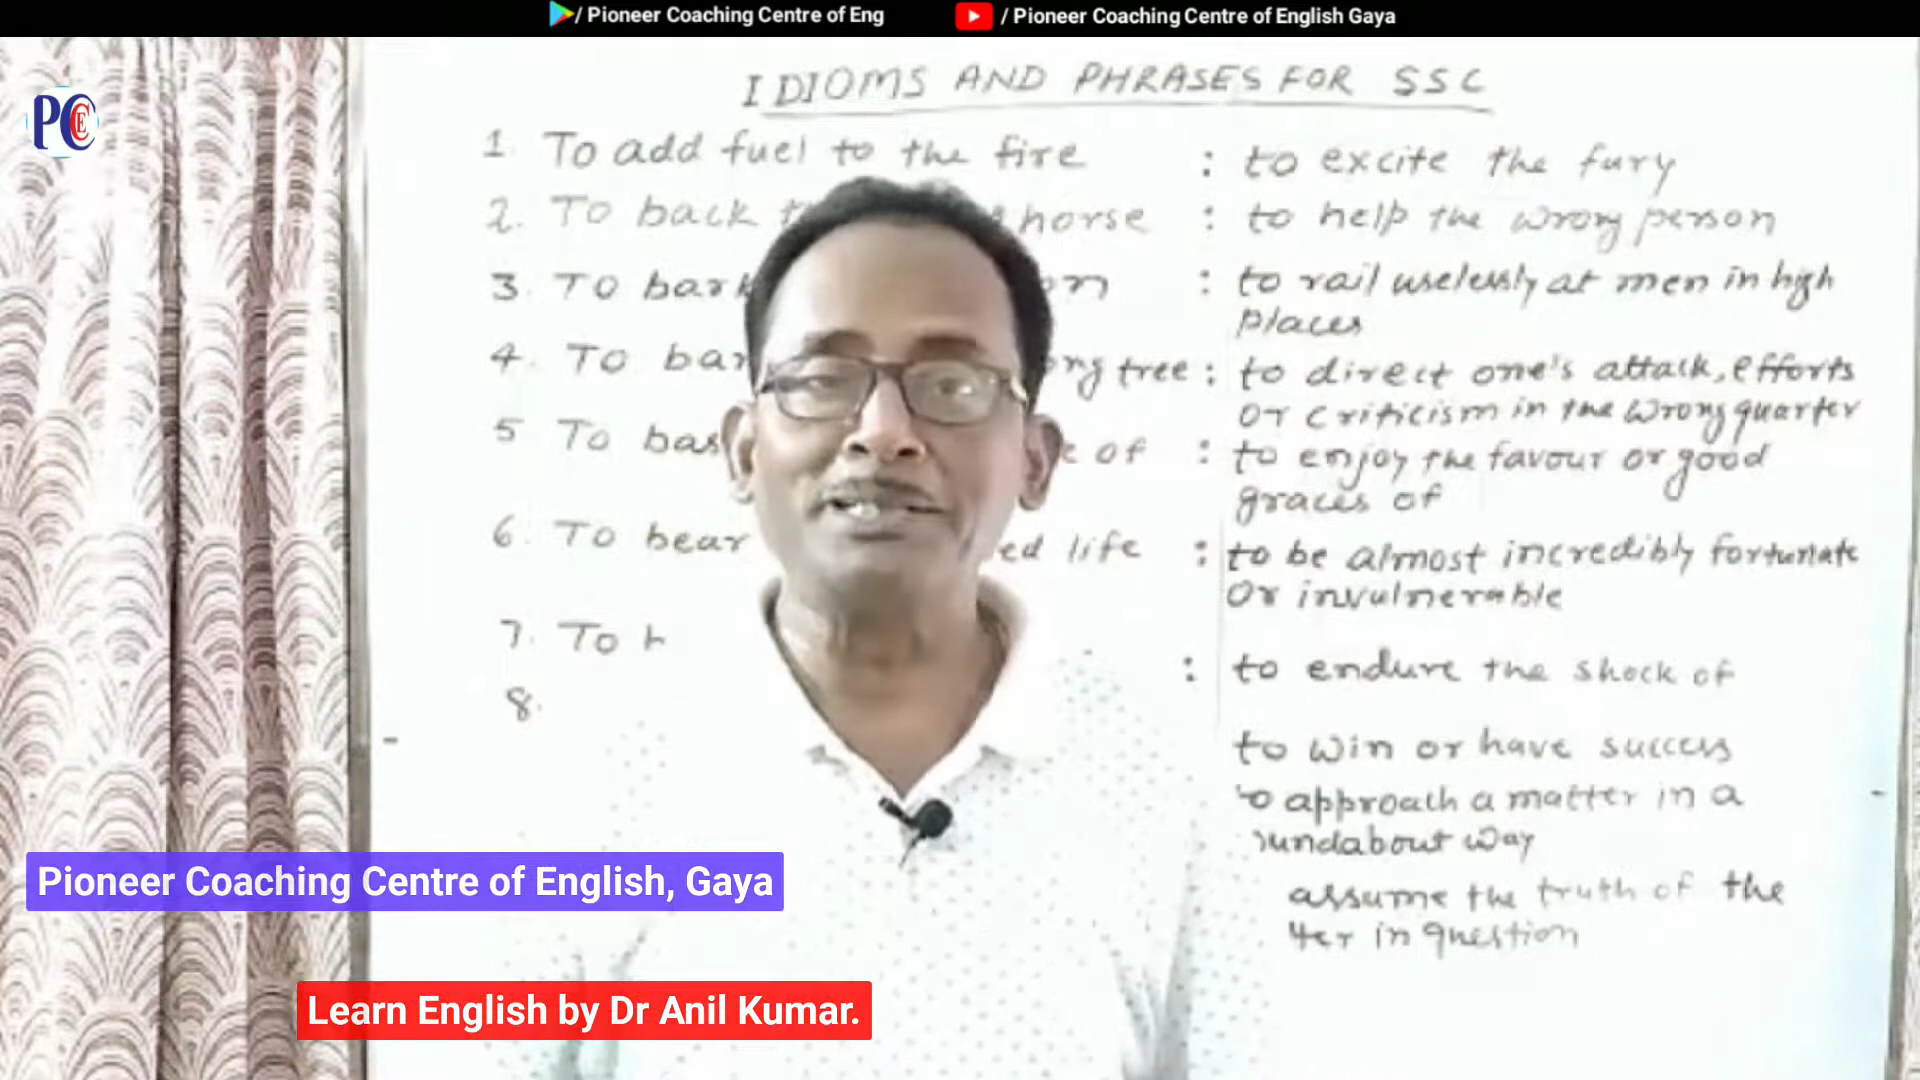 / Pioneer Coaching Centre of Eng
/ Pioneer Coaching Centre of English Gaya
PCCE
IDIOMS AND PHRASES FOR SSC
1. To add fuel to the fire : to excite the fury
2. To back horse : to help the wrong person
3. To bark : to rail uselessly at men in high
places
4. To tree : to direct one's attack, efforts
or criticism in the wrong quarter
5 To of : to enjoy the favour or good
graces of
6. To bear life : to be almost incredibly fortunate
or invulnerable
7. To
: to endure the shock of
8.
to win or have success
to approach a matter in a
way
assume the truth of the
in question
Pioneer Coaching Centre of English, Gaya
Learn English by Dr Anil Kumar.